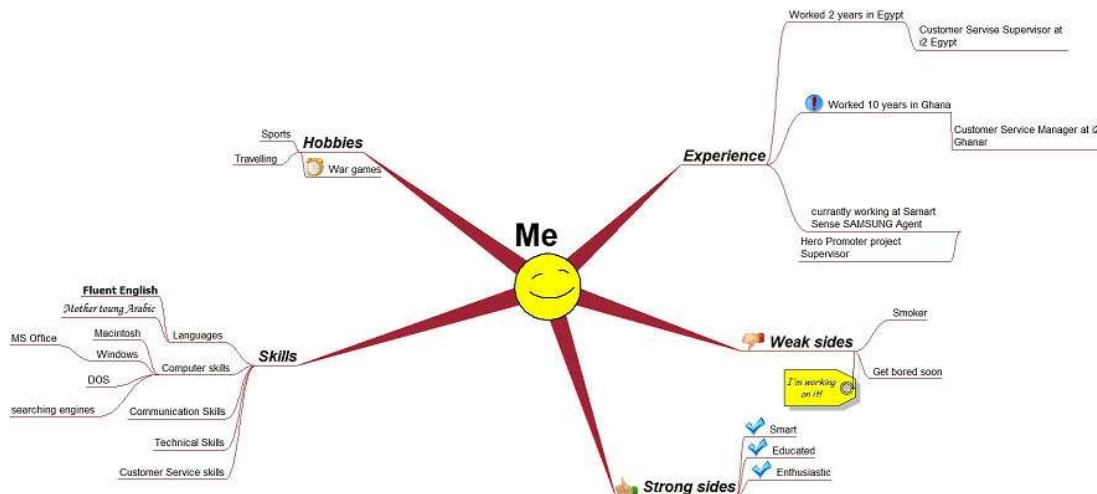 Me
Hobbies
Sports
Travelling
War games
Experience
Worked 2 years in Egypt
Customer Servise Supervisor at
i2 Egypt
Worked 10 years in Ghana
Customer Service Manager at i2
Ghanar
currantly working at Samart
Sense SAMSUNG Agent
Hero Promoter project
Supervisor
Skills
Fluent English
Mother toung Arabic
Languages
Macintosh
MS Office
Windows
Computer skills
DOS
searching engines
Communication Skills
Technical Skills
Customer Service skills
Weak sides
Smoker
Get bored soon
I'm working
on it!
Strong sides
Smart
Educated
Enthusiastic